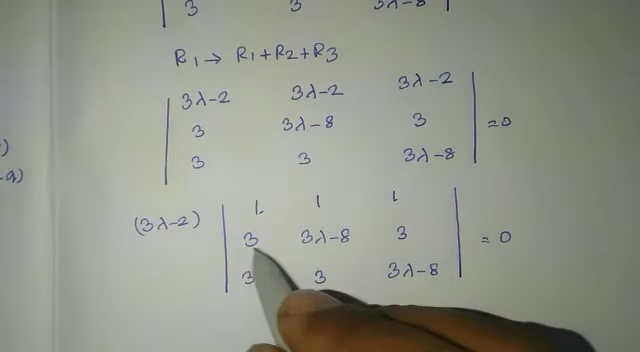 3 3 3λ-8
R1 → R1+R2+R3
| 3λ-2 3λ-2 3λ-2 |
| 3 3λ-8 3 | =0
| 3 3 3λ-8 |
(3λ-2) | 1. 1 1 |
| 3 3λ-8 3 | =0
| 3 3 3λ-8 |